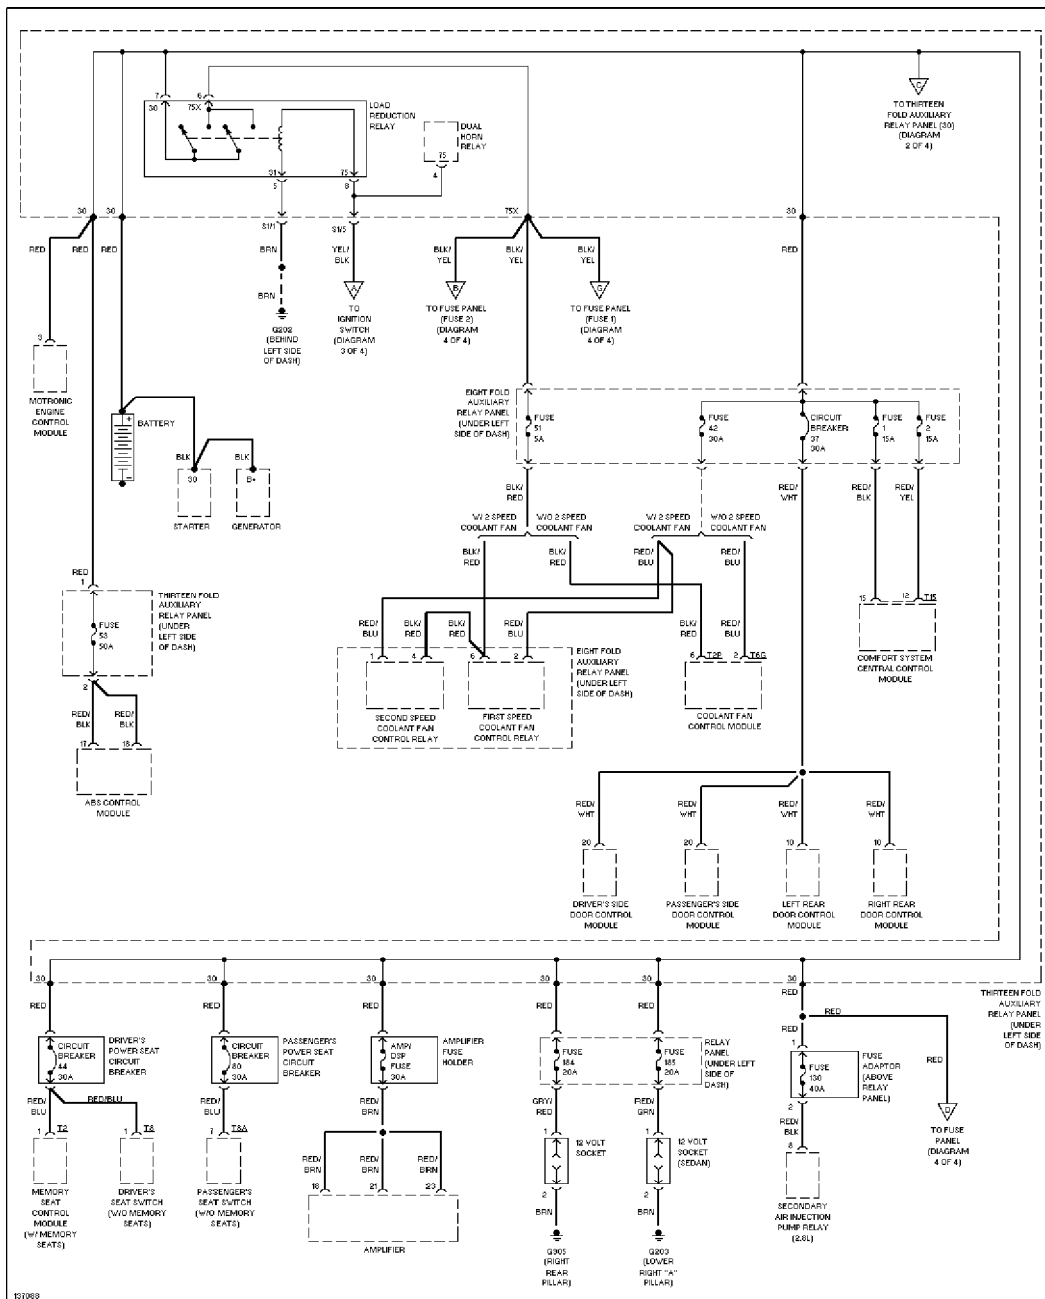 7
6
30
75X
LOAD
REDUCTION
RELAY
DUAL
HORN
RELAY
75
4
C
TO THIRTEEN
FOLD AUXILIARY
RELAY PANEL (30)
(DIAGRAM
2 OF 4)
31
75
5
8
30
30
75X
30
S1/1
S1/5
RED
RED
RED
BRN
YEL/
BLK
BLK/
YEL
BLK/
YEL
BLK/
YEL
RED
BRN
A
B
G
G202
(BEHIND
LEFT SIDE
OF DASH)
TO
IGNITION
SWITCH
(DIAGRAM
3 OF 4)
TO FUSE PANEL
(FUSE 2)
(DIAGRAM
4 OF 4)
TO FUSE PANEL
(FUSE 1)
(DIAGRAM
4 OF 4)
3
MOTRONIC
ENGINE
CONTROL
MODULE
+
-
BATTERY
BLK
BLK
30
B+
STARTER
GENERATOR
EIGHT FOLD
AUXILIARY
RELAY PANEL
(UNDER LEFT
SIDE OF DASH)
FUSE
51
5A
FUSE
42
30A
CIRCUIT
BREAKER
37
30A
FUSE
1
15A
FUSE
2
15A
BLK/
RED
RED/
WHT
RED/
BLK
RED/
YEL
W/ 2 SPEED
COOLANT FAN
W/O 2 SPEED
COOLANT FAN
W/ 2 SPEED
COOLANT FAN
W/O 2 SPEED
COOLANT FAN
BLK/
RED
BLK/
RED
RED/
BLU
RED/
BLU
RED
1
THIRTEEN FOLD
AUXILIARY
RELAY PANEL
(UNDER
LEFT SIDE
OF DASH)
FUSE
53
50A
2
RED/
BLK
RED/
BLK
17
18
ABS CONTROL
MODULE
RED/
BLU
BLK/
RED
BLK/
RED
RED/
BLU
BLK/
RED
RED/
BLU
1
4
6
2
6
T2P
2
T6G
15
12
T15
EIGHT FOLD
AUXILIARY
RELAY PANEL
(UNDER LEFT
SIDE OF DASH)
SECOND SPEED
COOLANT FAN
CONTROL RELAY
FIRST SPEED
COOLANT FAN
CONTROL RELAY
COOLANT FAN
CONTROL MODULE
COMFORT SYSTEM
CENTRAL CONTROL
MODULE
RED/
WHT
RED/
WHT
RED/
WHT
RED/
WHT
20
20
10
10
DRIVER'S SIDE
DOOR CONTROL
MODULE
PASSENGER'S SIDE
DOOR CONTROL
MODULE
LEFT REAR
DOOR CONTROL
MODULE
RIGHT REAR
DOOR CONTROL
MODULE
30
30
30
30
30
30
THIRTEEN FOLD
AUXILIARY
RELAY PANEL
(UNDER
LEFT SIDE
OF DASH)
RED
RED
RED
RED
RED
RED
RED
RED
RED
CIRCUIT
BREAKER
44
30A
DRIVER'S
POWER SEAT
CIRCUIT
BREAKER
CIRCUIT
BREAKER
80
30A
PASSENGER'S
POWER SEAT
CIRCUIT
BREAKER
AMP/
DSP
FUSE
30A
AMPLIFIER
FUSE
HOLDER
FUSE
184
20A
FUSE
185
20A
RELAY
PANEL
(UNDER LEFT
SIDE OF
DASH)
1
FUSE
130
40A
FUSE
ADAPTOR
(ABOVE
RELAY
PANEL)
2
D
TO FUSE
PANEL
(DIAGRAM
4 OF 4)
RED/
BLU
RED/BLU
RED/
BLU
RED/
BRN
GRY/
RED
RED/
GRN
RED/
BLK
1
T2
1
T8
7
T8A
1
1
8
12 VOLT
SOCKET
12 VOLT
SOCKET
(SEDAN)
RED/
BRN
RED/
BRN
RED/
BRN
18
21
23
2
2
MEMORY
SEAT
CONTROL
MODULE
(W/ MEMORY
SEATS)
DRIVER'S
SEAT SWITCH
(W/O MEMORY
SEATS)
PASSENGER'S
SEAT SWITCH
(W/O MEMORY
SEATS)
BRN
BRN
SECONDARY
AIR INJECTION
PUMP RELAY
(2.8L)
AMPLIFIER
G905
(RIGHT
REAR
PILLAR)
G203
(LOWER
RIGHT "A"
PILLAR)
137088